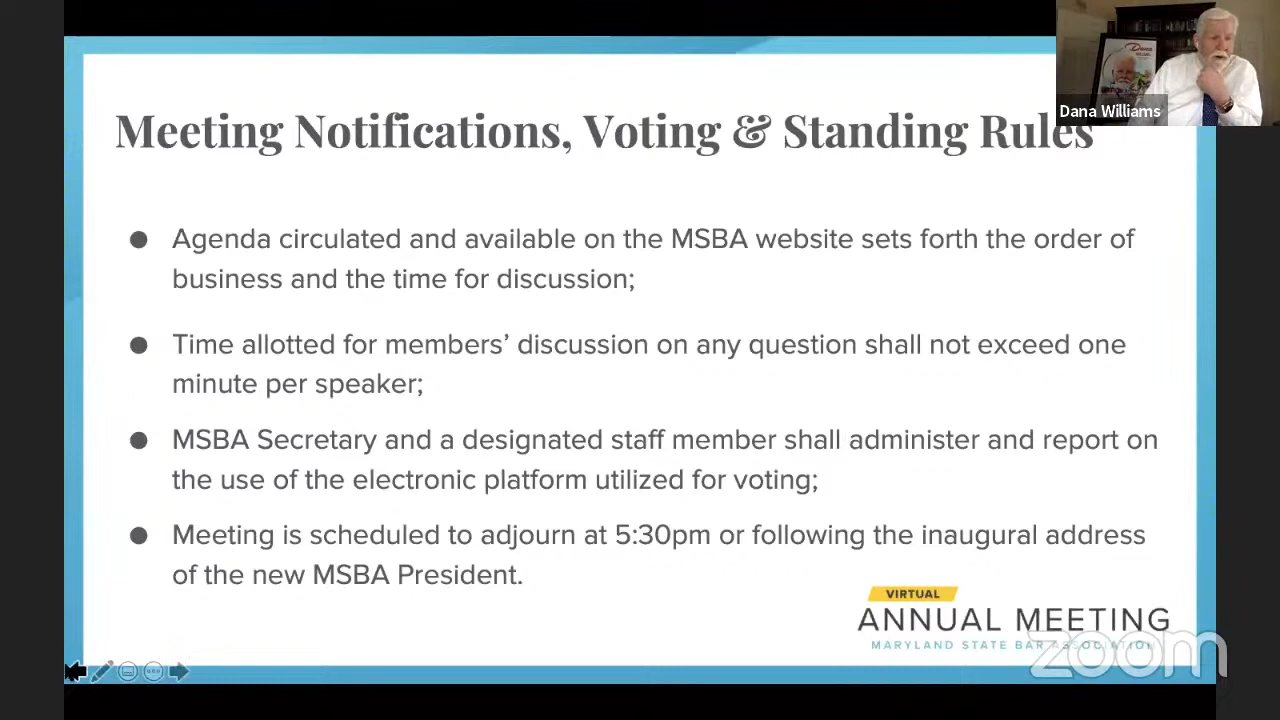 Meeting Notifications, Voting & Standing Rules
Dana Williams
Agenda circulated and available on the MSBA website sets forth the order of
business and the time for discussion;
Time allotted for members’ discussion on any question shall not exceed one
minute per speaker;
MSBA Secretary and a designated staff member shall administer and report on
the use of the electronic platform utilized for voting;
Meeting is scheduled to adjourn at 5:30pm or following the inaugural address
of the new MSBA President.
VIRTUAL
ANNUAL MEETING
MARYLAND STATE BAR ASSOCIATION
zoom